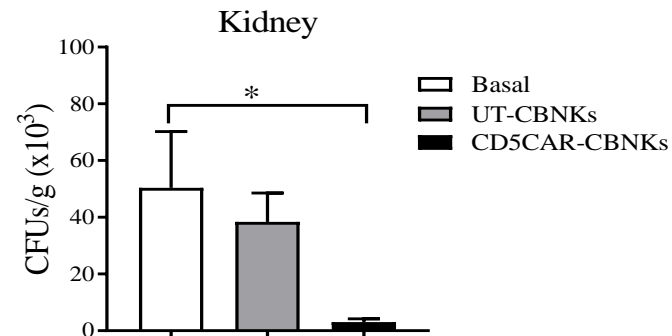 Kidney
CFUs/g (x10³)
100
80
60
40
20
0
*
Basal
UT-CBNKs
CD5CAR-CBNKs